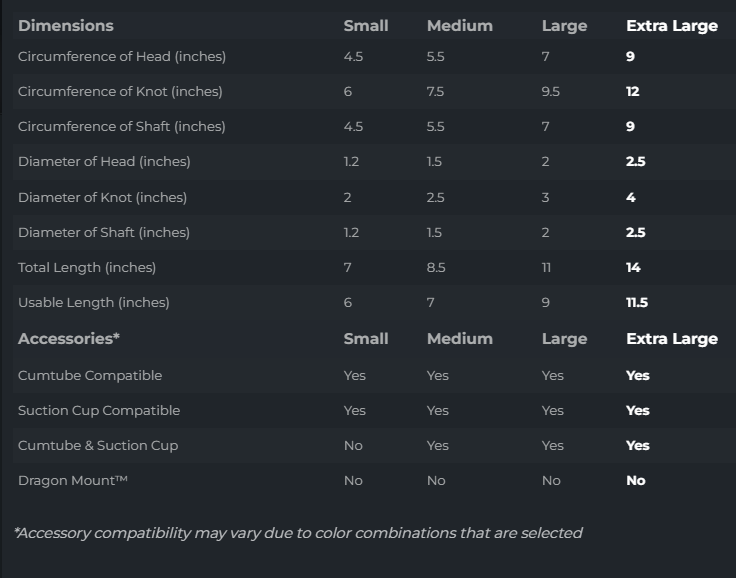 Dimensions Small Medium Large Extra Large
Circumference of Head (inches) 4.5 5.5 7 9
Circumference of Knot (inches) 6 7.5 9.5 12
Circumference of Shaft (inches) 4.5 5.5 7 9
Diameter of Head (inches) 1.2 1.5 2 2.5
Diameter of Knot (inches) 2 2.5 3 4
Diameter of Shaft (inches) 1.2 1.5 2 2.5
Total Length (inches) 7 8.5 11 14
Usable Length (inches) 6 7 9 11.5
Accessories* Small Medium Large Extra Large
Cumtube Compatible Yes Yes Yes Yes
Suction Cup Compatible Yes Yes Yes Yes
Cumtube & Suction Cup No Yes Yes Yes
Dragon Mount™ No No No No
*Accessory compatibility may vary due to color combinations that are selected